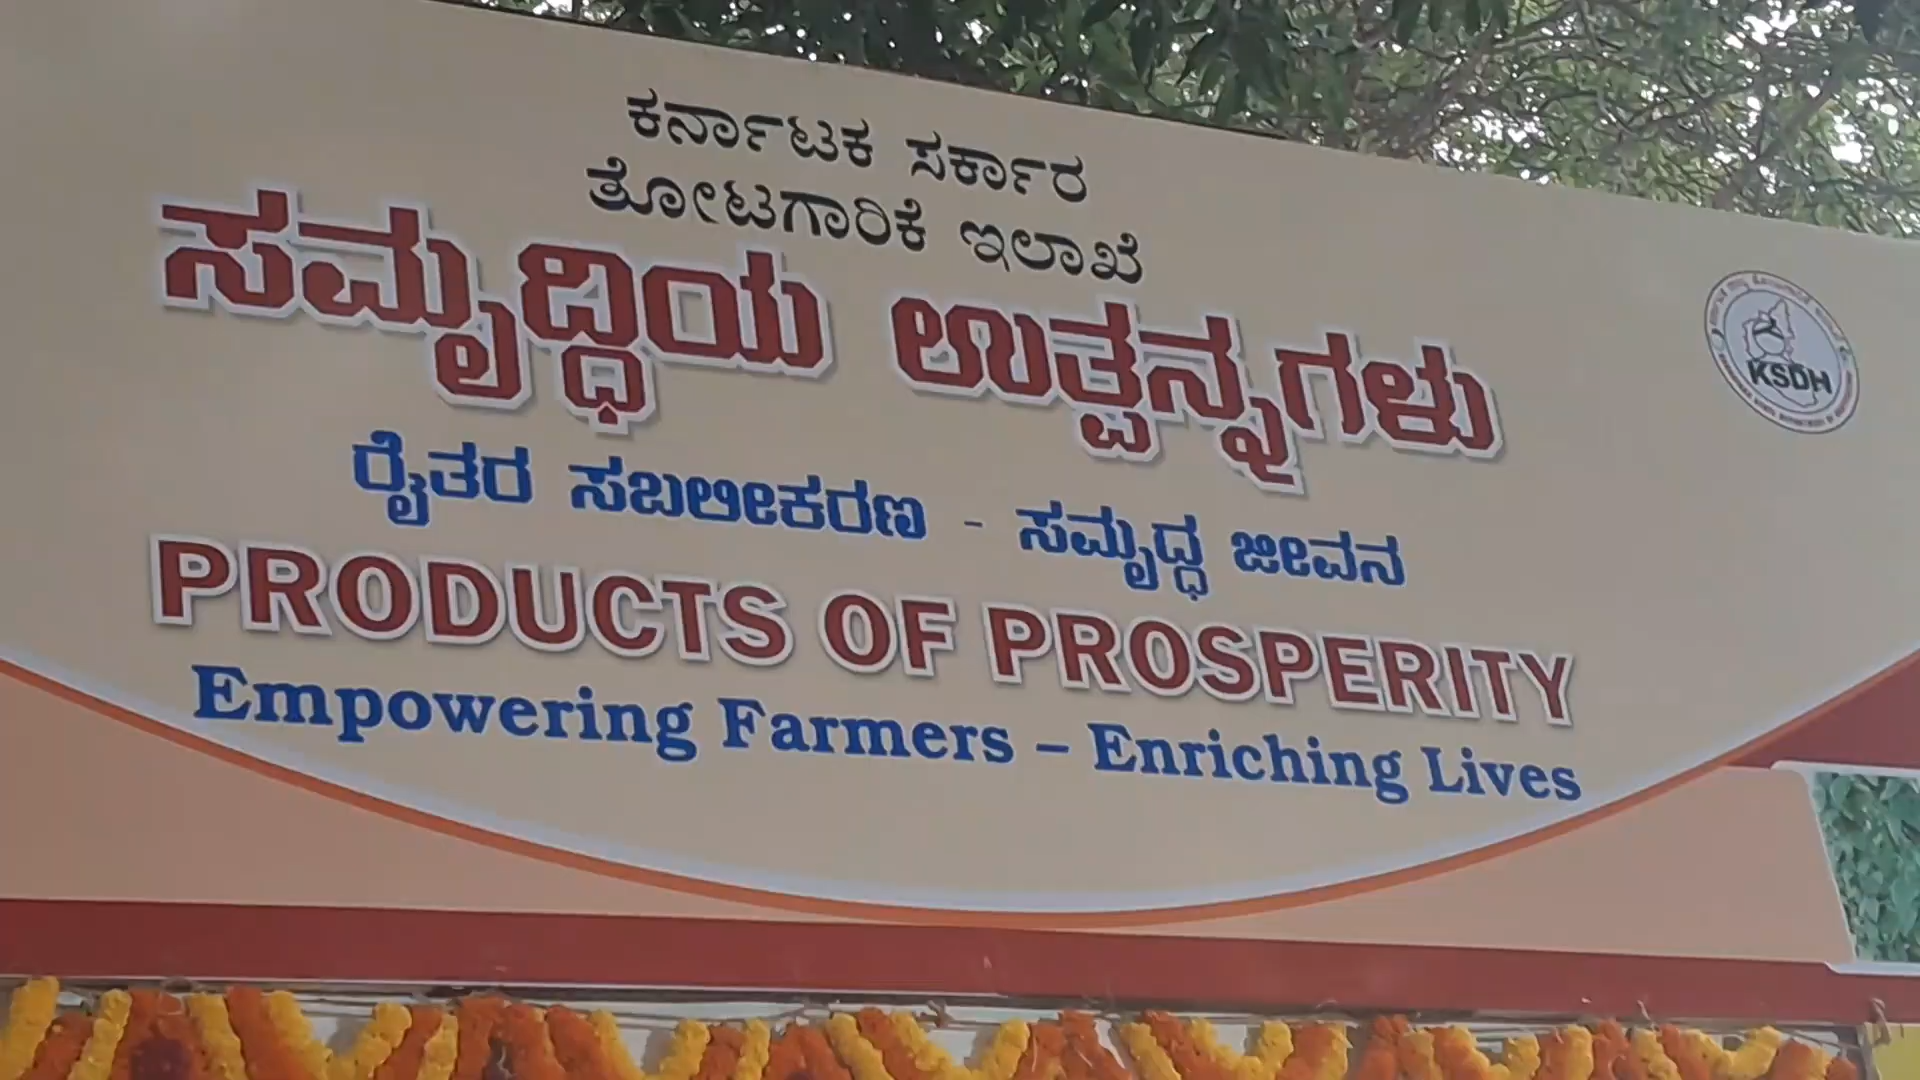 ಕರ್ನಾಟಕ ಸರ್ಕಾರ
ತೋಟಗಾರಿಕೆ ಇಲಾಖೆ
ಸಮೃದ್ಧಿಯ ಉತ್ಪನ್ನಗಳು
ರೈತರ ಸಬಲೀಕರಣ - ಸಮೃದ್ಧ ಜೀವನ
PRODUCTS OF PROSPERITY
Empowering Farmers – Enriching Lives
KSDH